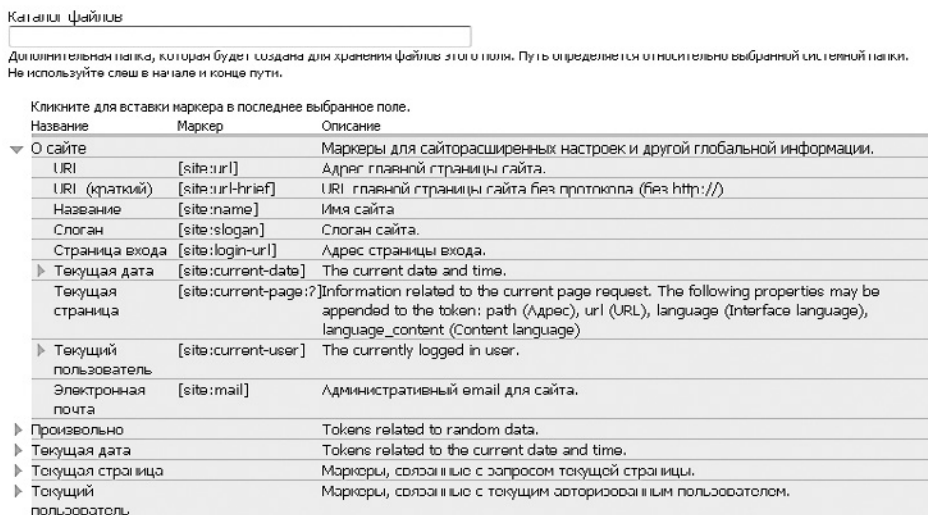 Каталог файлов
Дополнительная папка, которая будет создана для хранения файлов этого поля. Путь определяется относительно выбранной системной папки.
Не используйте слеш в начале и конце пути.
Кликните для вставки маркера в последнее выбранное поле.
Название Маркер Описание
О сайте Маркеры для сайторасширенных настроек и другой глобальной информации.
URL [site:url] Адрес главной страницы сайта.
URL (краткий) [site:url-brief] URL главной страницы сайта без протокола (без http://)
Название [site:name] Имя сайта
Слоган [site:slogan] Слоган сайта.
Страница входа [site:login-url] Адрес страницы входа.
Текущая дата [site:current-date] The current date and time.
Текущая [site:current-page:?] Information related to the current page request. The following properties may be
страница appended to the token: path (Адрес), url (URL), language (Interface language),
language_content (Content language)
Текущий [site:current-user] The currently logged in user.
пользователь
Электронная [site:mail] Административный email для сайта.
почта
Произвольно Tokens related to random data.
Текущая дата Tokens related to the current date and time.
Текущая страница Маркеры, связанные с запросом текущей страницы.
Текущий Маркеры, связанные с текущим авторизованным пользователем.
пользователь